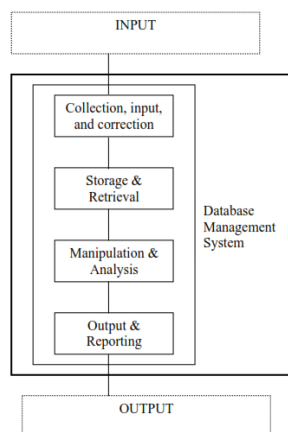 INPUT
Collection, input,
and correction
Storage &
Retrieval
Database
Management
System
Manipulation &
Analysis
Output &
Reporting
OUTPUT